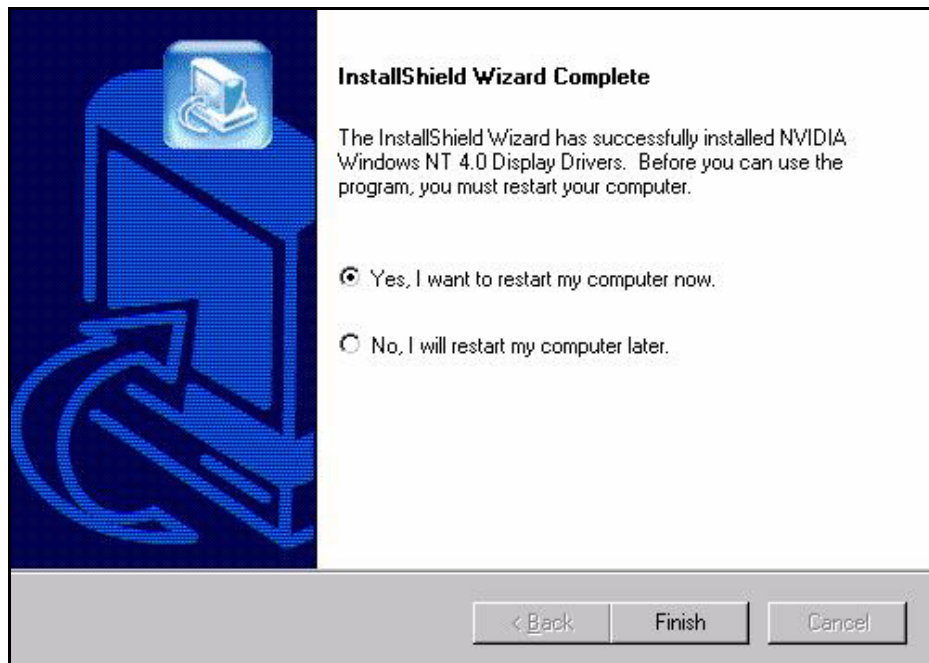 InstallShield Wizard Complete
The InstallShield Wizard has successfully installed NVIDIA
Windows NT 4.0 Display Drivers. Before you can use the
program, you must restart your computer.
Yes, I want to restart my computer now.
No, I will restart my computer later.
< Back
Finish
Cancel